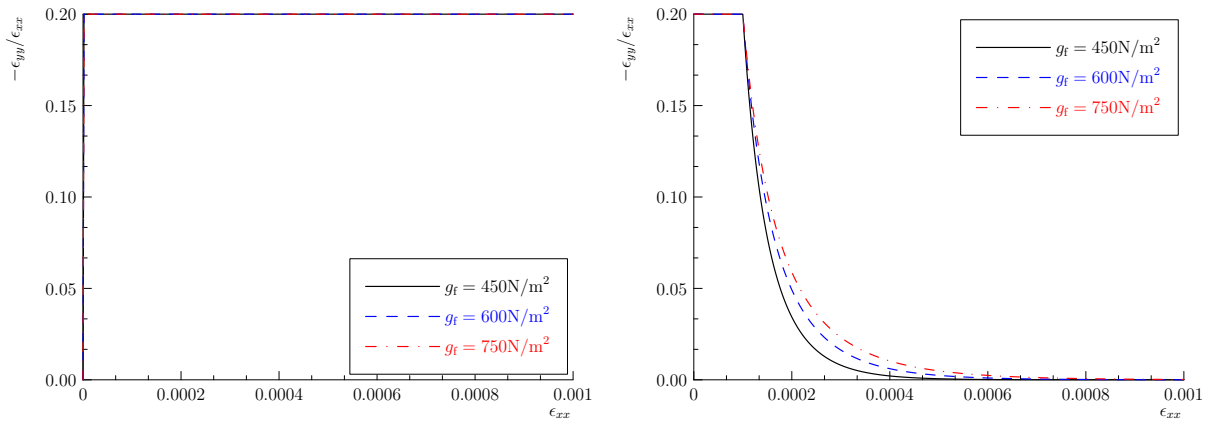 −ϵyy/ϵxx
0.20
0.15
0.10
0.05
0.00
0
0.0002
0.0004
0.0006
0.0008
0.001
ϵxx
gf = 450N/m²
gf = 600N/m²
gf = 750N/m²
−ϵyy/ϵxx
0.20
0.15
0.10
0.05
0.00
0
0.0002
0.0004
0.0006
0.0008
0.001
ϵxx
gf = 450N/m²
gf = 600N/m²
gf = 750N/m²